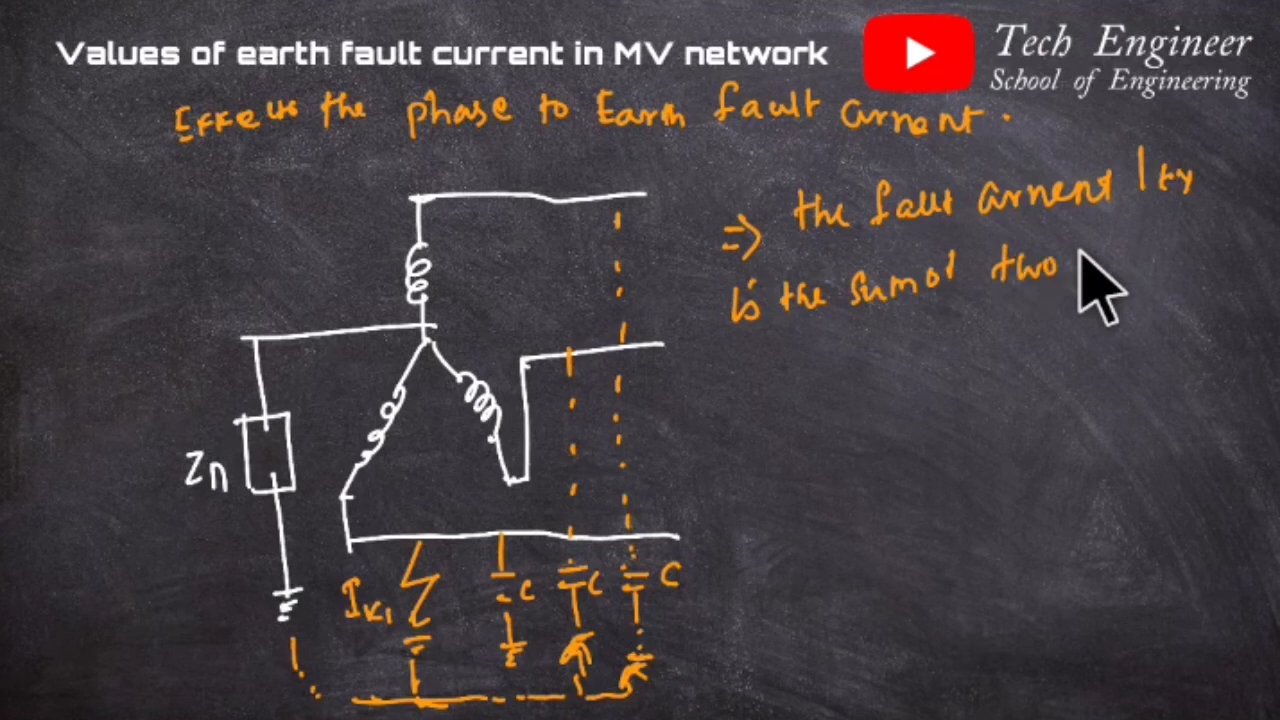 Values of earth fault current in MV network
Tech Engineer
School of Engineering
the phase to Earth fault current.
=> the fault current
is the sum of two
Zn
IK1
C
C
C